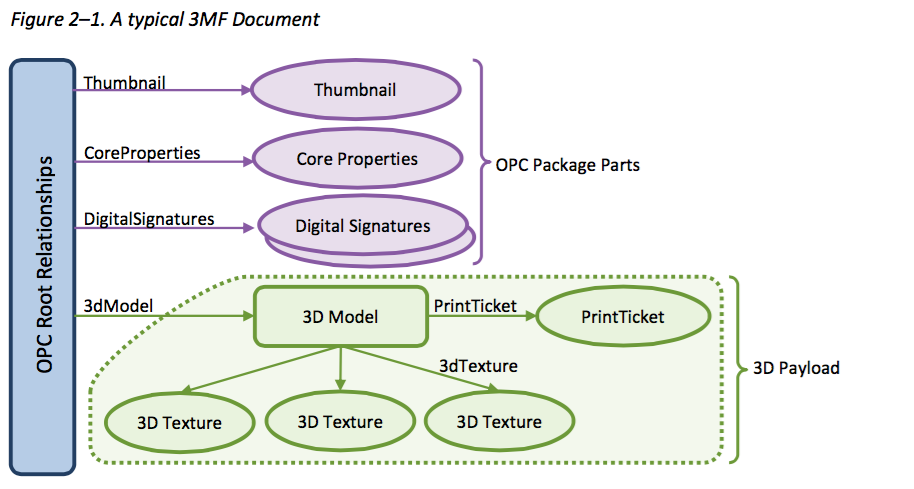 Figure 2–1. A typical 3MF Document
OPC Root Relationships
Thumbnail
Thumbnail
CoreProperties
Core Properties
OPC Package Parts
DigitalSignatures
Digital Signatures
3dModel
3D Model
PrintTicket
PrintTicket
3dTexture
3D Payload
3D Texture
3D Texture
3D Texture